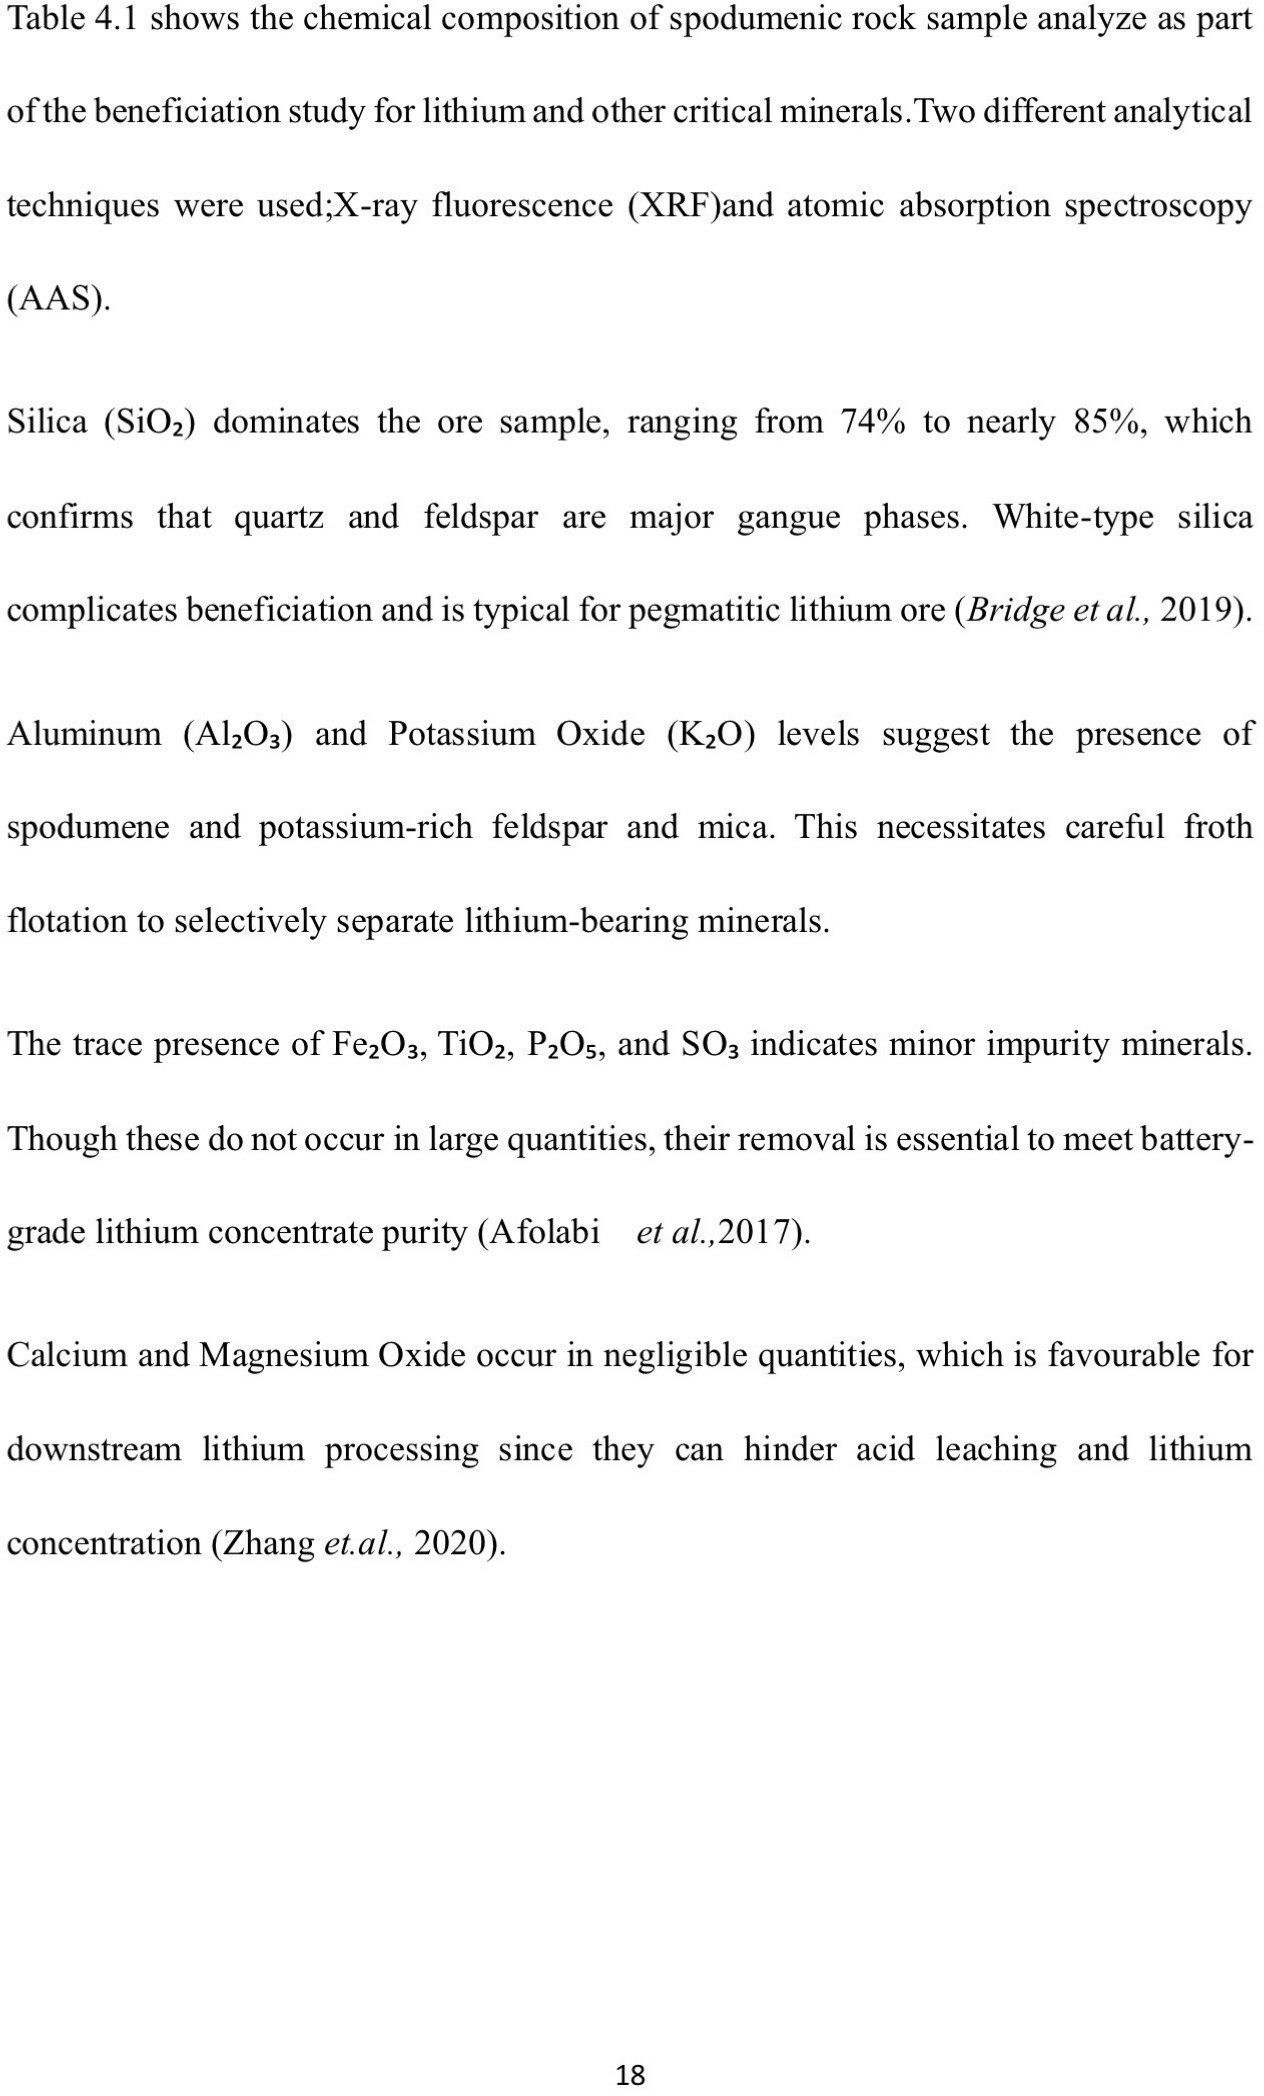 Table 4.1 shows the chemical composition of spodumenic rock sample analyze as part
of the beneficiation study for lithium and other critical minerals.Two different analytical
techniques were used;X-ray fluorescence (XRF)and atomic absorption spectroscopy
(AAS).
Silica (SiO₂) dominates the ore sample, ranging from 74% to nearly 85%, which
confirms that quartz and feldspar are major gangue phases. White-type silica
complicates beneficiation and is typical for pegmatitic lithium ore (Bridge et al., 2019).
Aluminum (Al₂O₃) and Potassium Oxide (K₂O) levels suggest the presence of
spodumene and potassium-rich feldspar and mica. This necessitates careful froth
flotation to selectively separate lithium-bearing minerals.
The trace presence of Fe₂O₃, TiO₂, P₂O₅, and SO₃ indicates minor impurity minerals.
Though these do not occur in large quantities, their removal is essential to meet battery-
grade lithium concentrate purity (Afolabi et al.,2017).
Calcium and Magnesium Oxide occur in negligible quantities, which is favourable for
downstream lithium processing since they can hinder acid leaching and lithium
concentration (Zhang et.al., 2020).
18